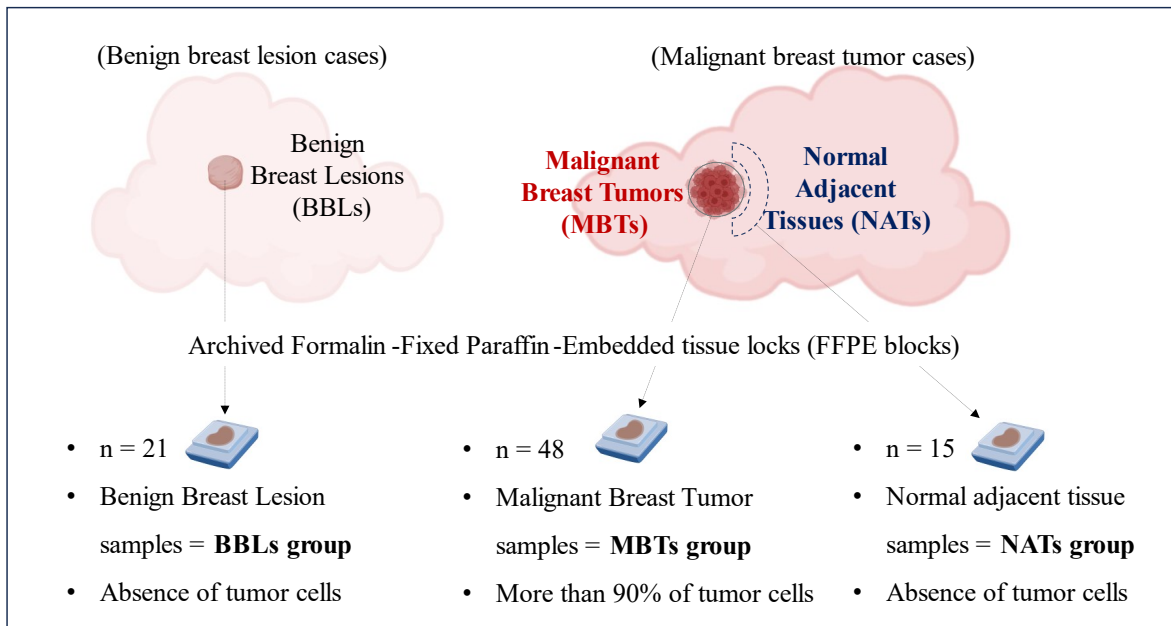 (Benign breast lesion cases)
(Malignant breast tumor cases)
Benign
Breast Lesions
(BBLs)
Malignant
Breast Tumors
(MBTs)
Normal
Adjacent
Tissues (NATs)
Archived Formalin -Fixed Paraffin -Embedded tissue locks (FFPE blocks)
• n = 21
• Benign Breast Lesion
samples = BBLs group
• Absence of tumor cells
• n = 48
• Malignant Breast Tumor
samples = MBTs group
• More than 90% of tumor cells
• n = 15
• Normal adjacent tissue
samples = NATs group
• Absence of tumor cells